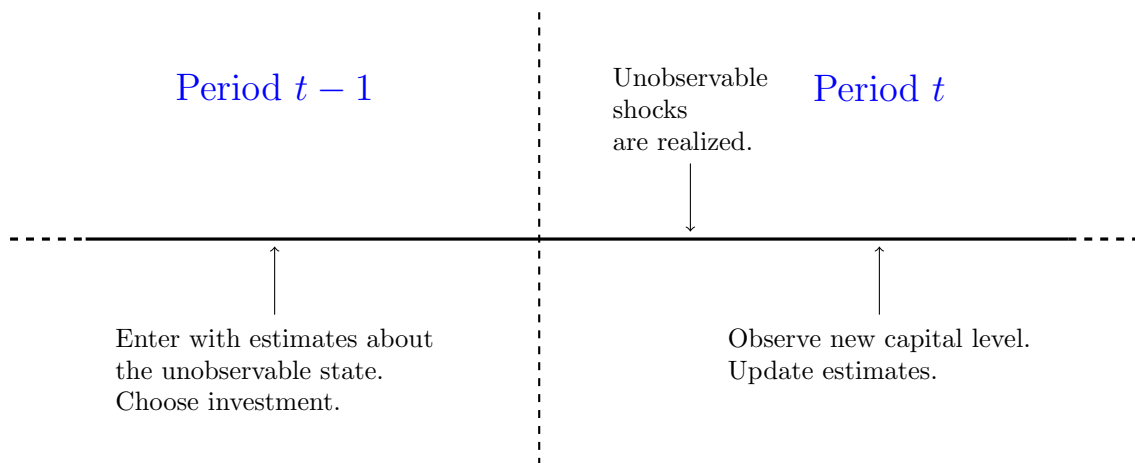 Period t − 1
Unobservable
shocks
are realized.
Period t
Enter with estimates about
the unobservable state.
Choose investment.
Observe new capital level.
Update estimates.